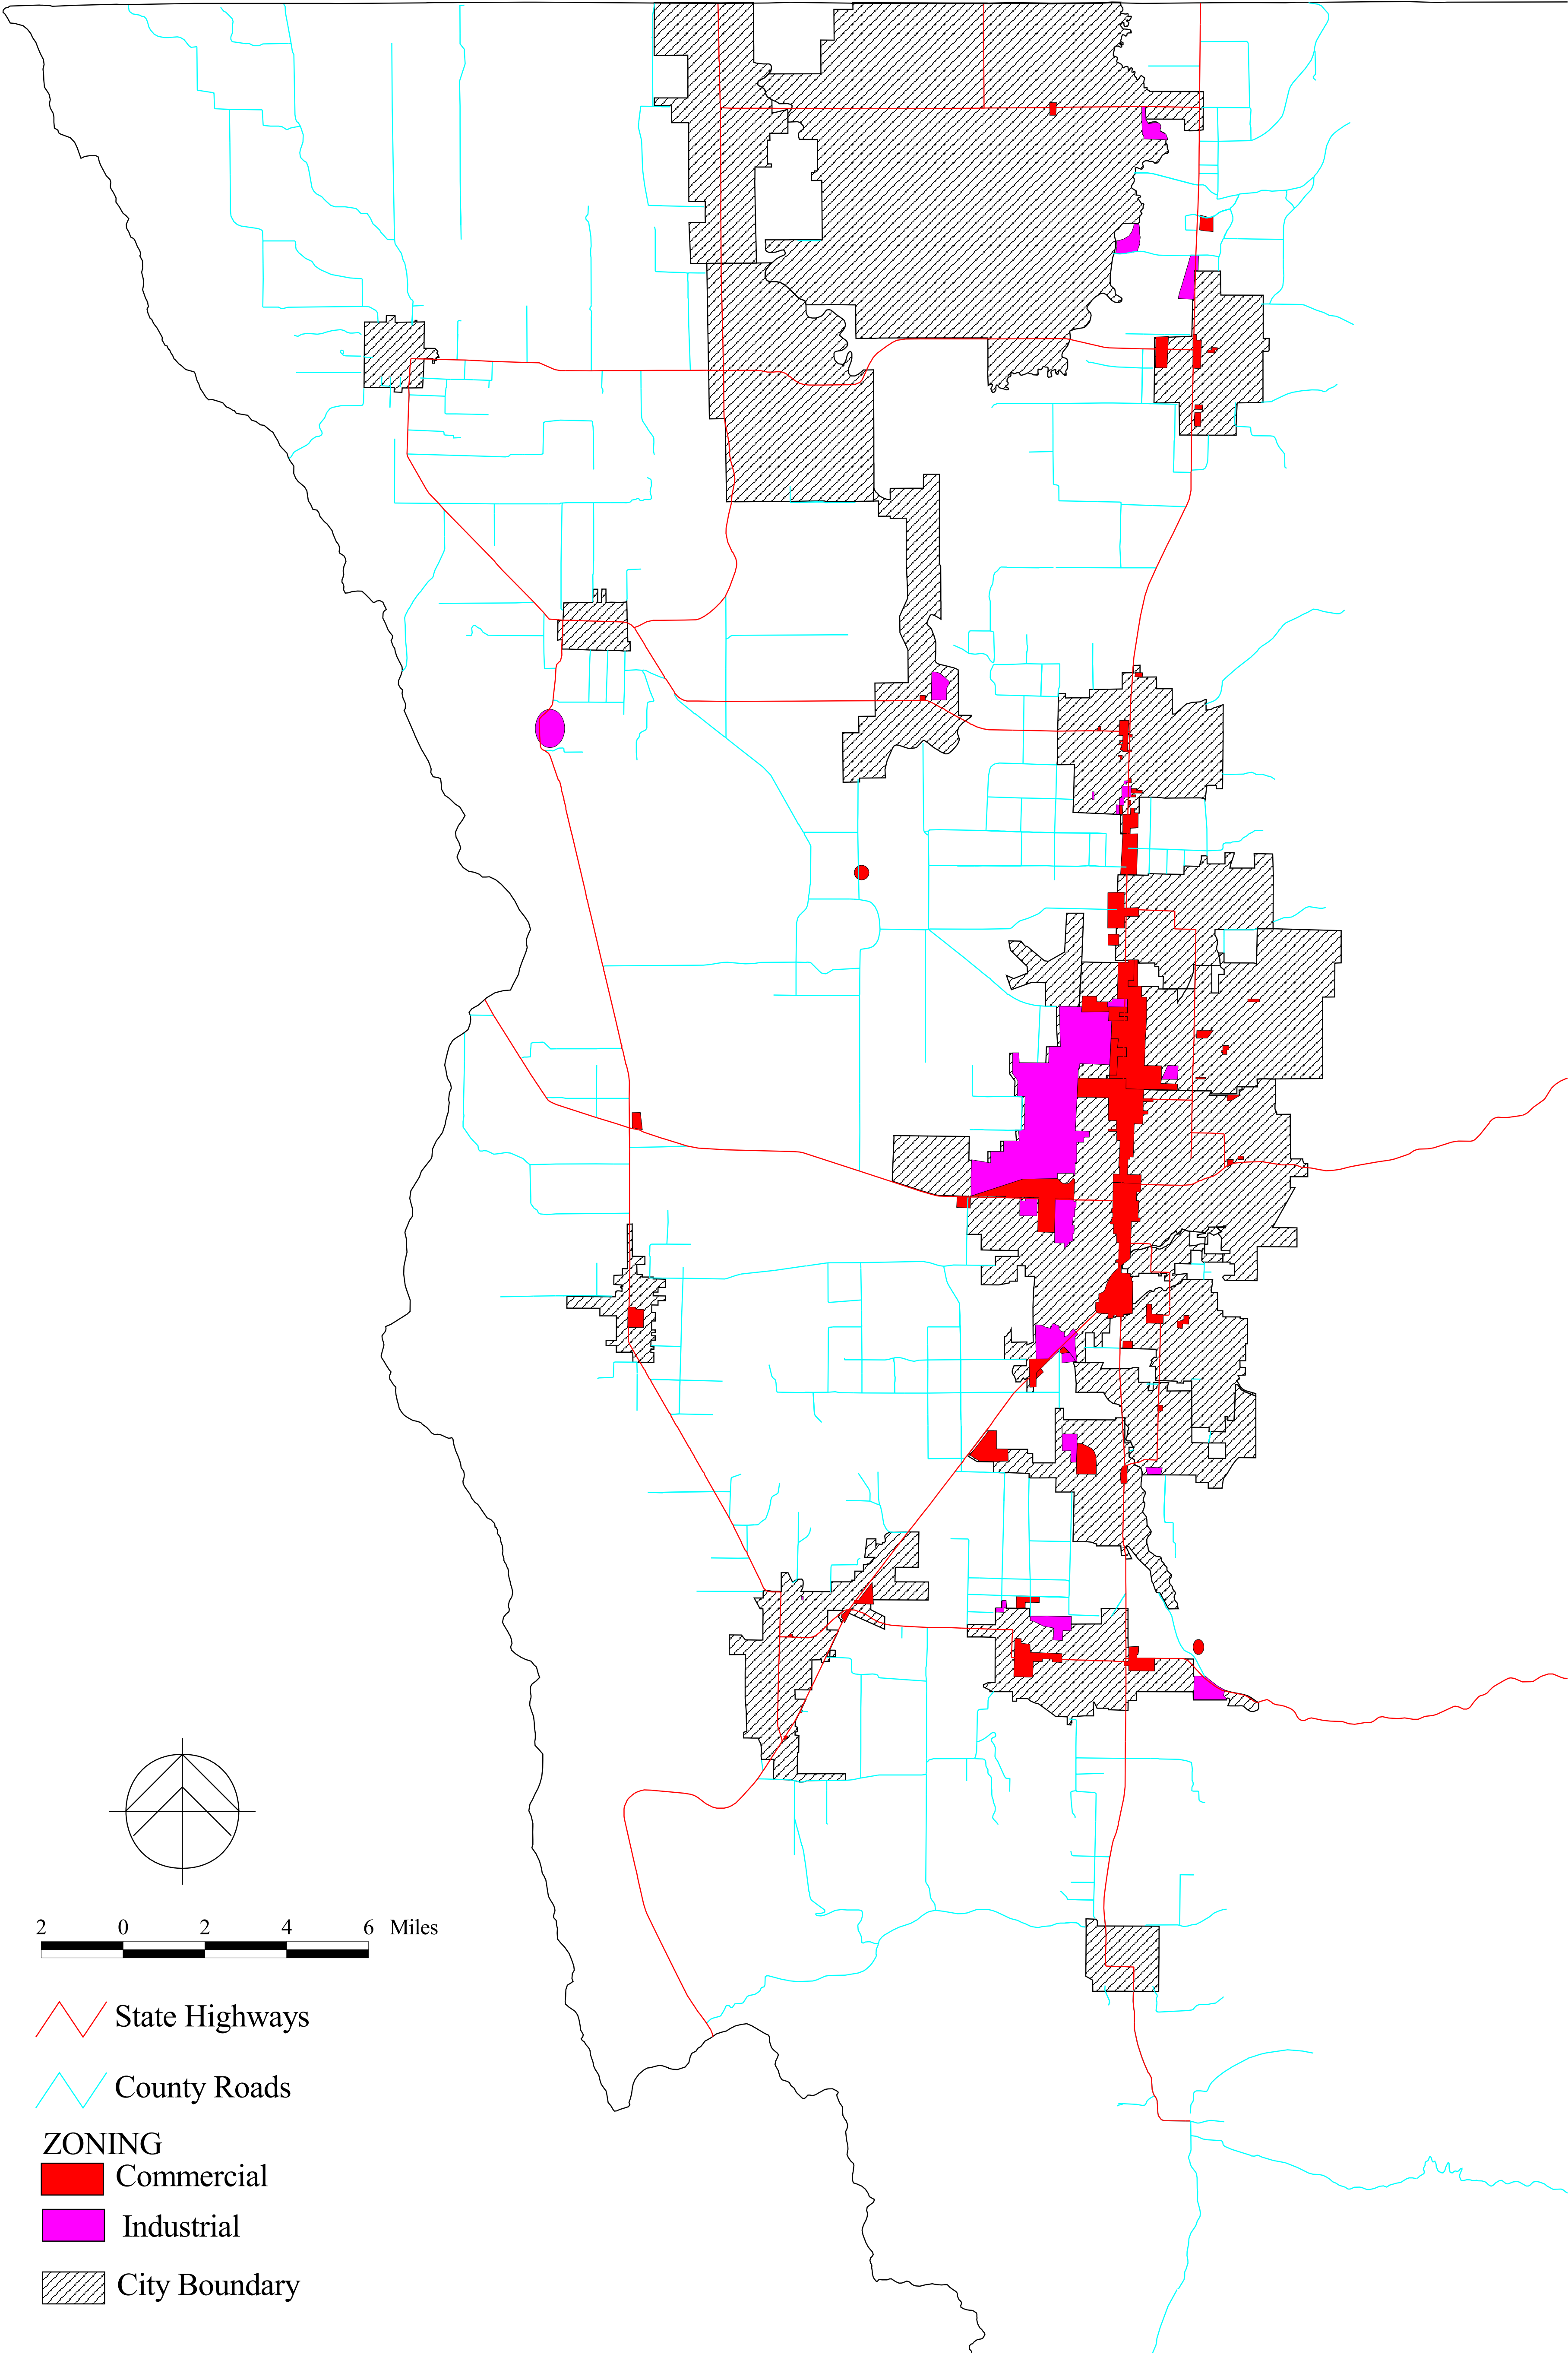 2 0 2 4 6 Miles
State Highways
County Roads
ZONING
Commercial
Industrial
City Boundary